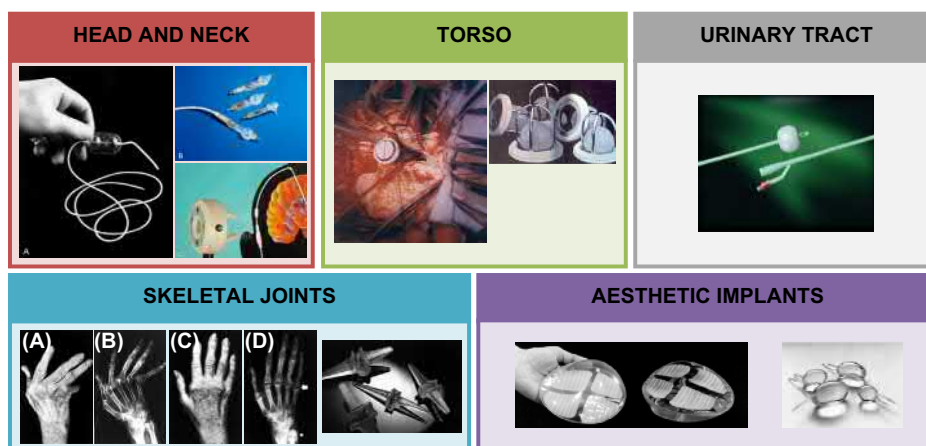 HEAD AND NECK
A
B
TORSO
URINARY TRACT
SKELETAL JOINTS
(A) (B) (C) (D)
AESTHETIC IMPLANTS